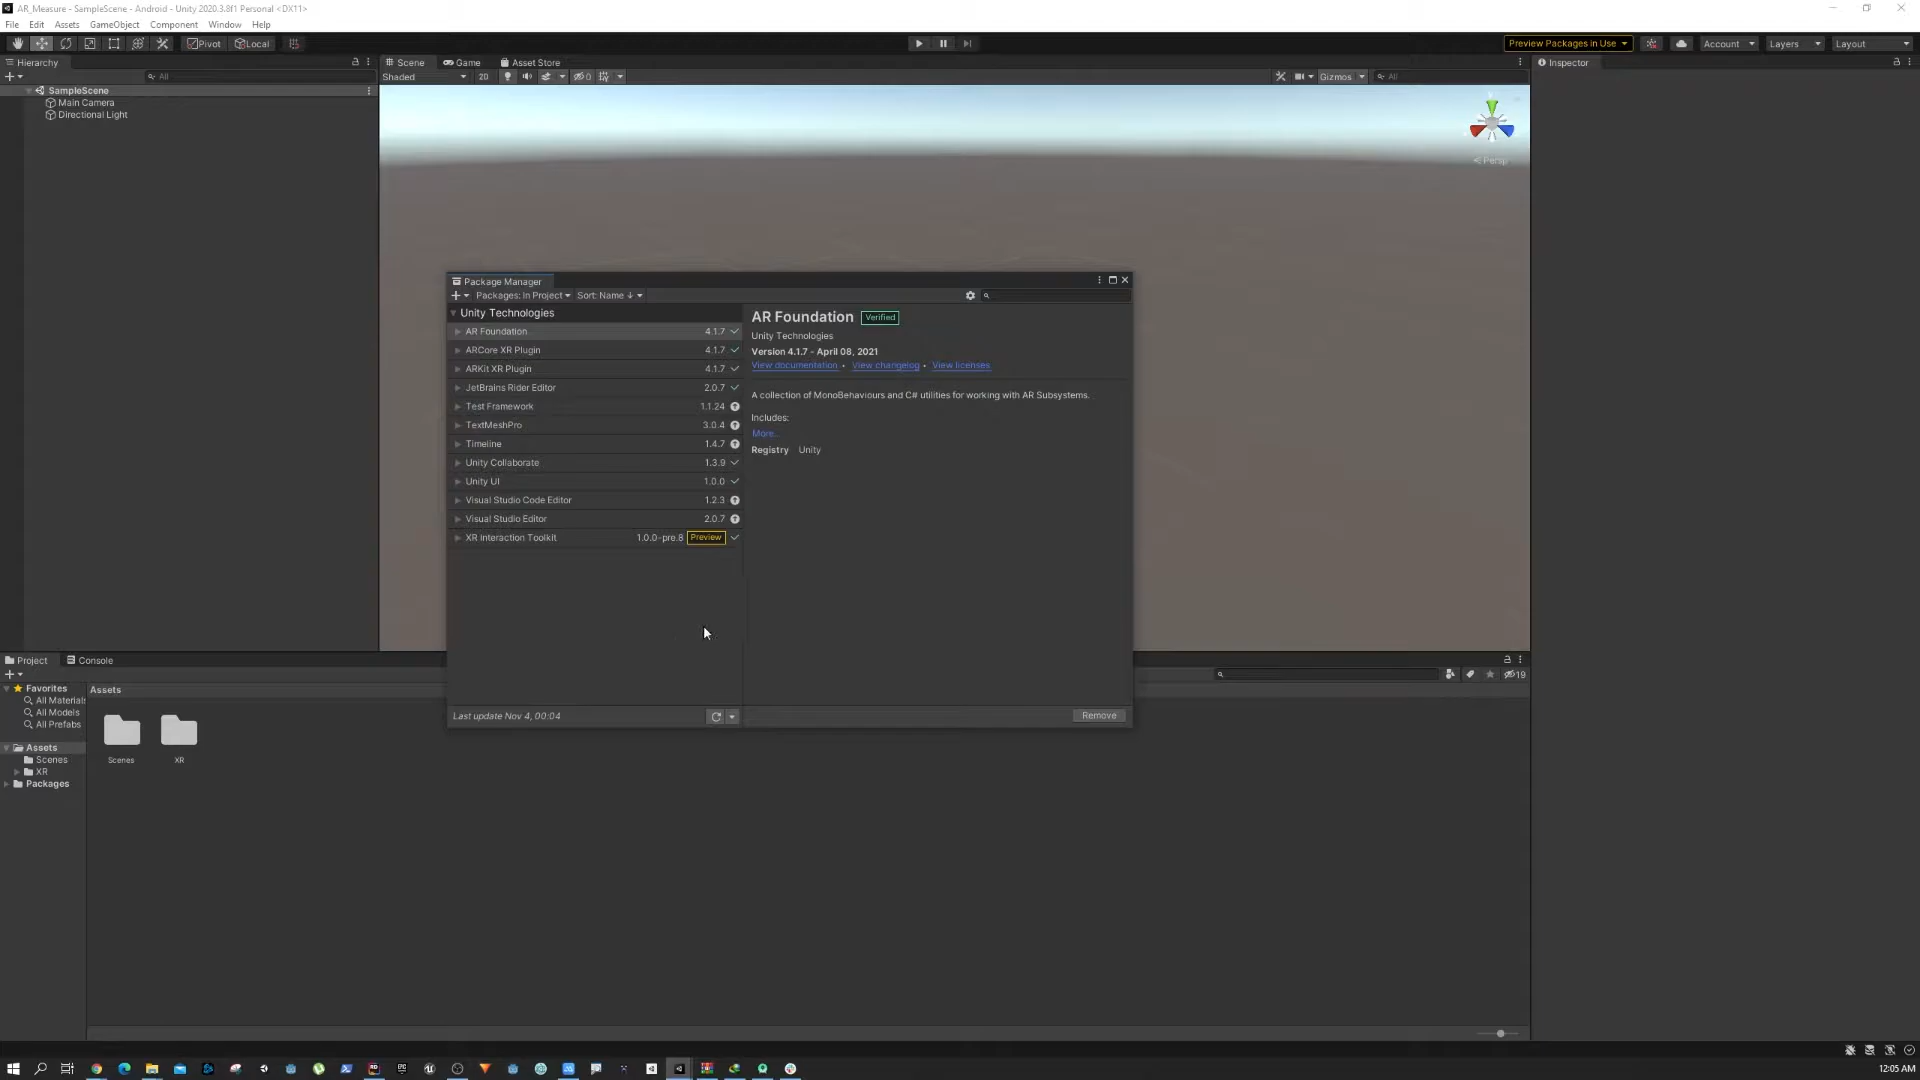 AR_Measure - SampleScene - Android - Unity 2020.3.8f1 Personal <DX11>
File Edit Assets GameObject Component Window Help
Pivot Local Preview Packages in Use Account Layers Layout
Hierarchy Scene Game Asset Store Inspector
All Shaded 2D 0 Gizmos All
SampleScene
Main Camera
Directional Light
Persp
Package Manager
Packages: In Project Sort: Name ↓
Unity Technologies
AR Foundation 4.1.7
ARCore XR Plugin 4.1.7
ARKit XR Plugin 4.1.7
JetBrains Rider Editor 2.0.7
Test Framework 1.1.24
TextMeshPro 3.0.4
Timeline 1.4.7
Unity Collaborate 1.3.9
Unity UI 1.0.0
Visual Studio Code Editor 1.2.3
Visual Studio Editor 2.0.7
XR Interaction Toolkit 1.0.0-pre.8 Preview
AR Foundation Verified
Unity Technologies
Version 4.1.7 - April 08, 2021
View documentation • View changelog • View licenses
A collection of MonoBehaviours and C# utilities for working with AR Subsystems.
Includes:
More...
Registry Unity
Last update Nov 4, 00:04
Remove
Project Console
19
Favorites
All Materials
All Models
All Prefabs
Assets
Scenes
XR
Packages
Assets
Scenes XR
12:05 AM